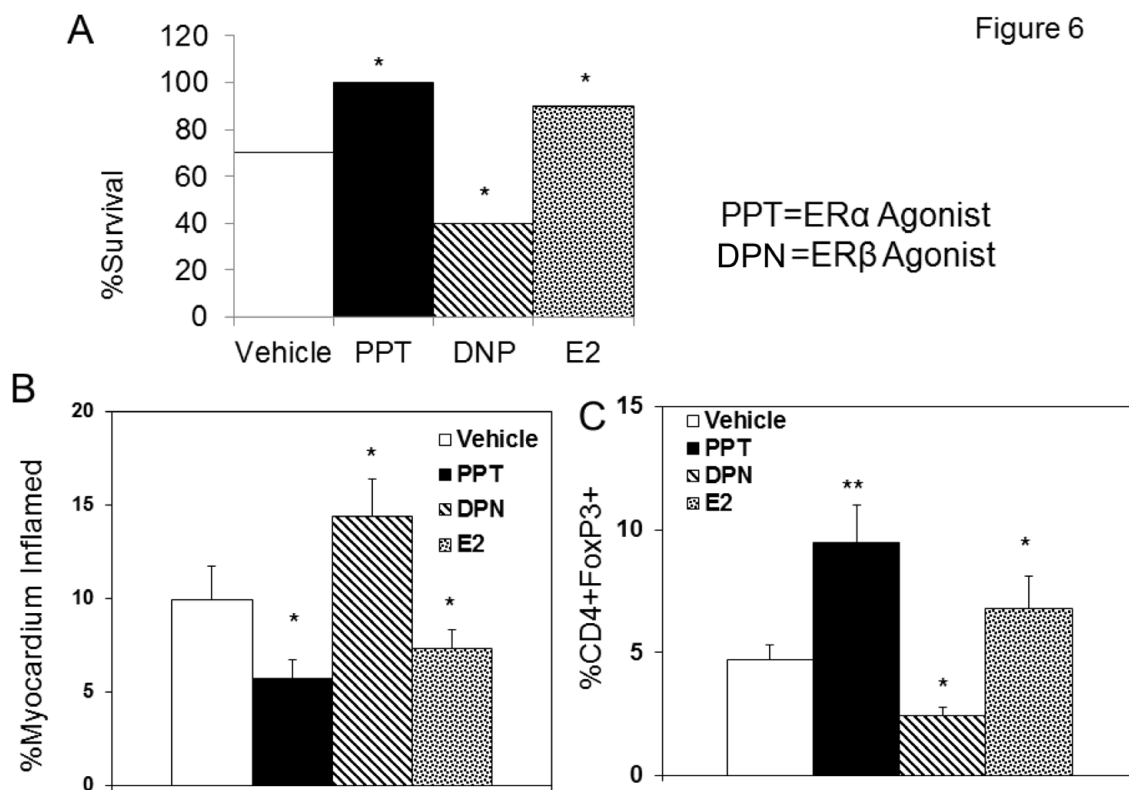 A
Figure 6
%Survival
120
100
80
60
40
20
0
*
*
*
Vehicle PPT DNP E2
PPT=ERα Agonist
DPN=ERβ Agonist
B
%Myocardium Inflamed
20
15
10
5
0
Vehicle
PPT
DPN
E2
*
*
*
C
%CD4+FoxP3+
15
10
5
0
Vehicle
PPT
DPN
E2
**
*
*